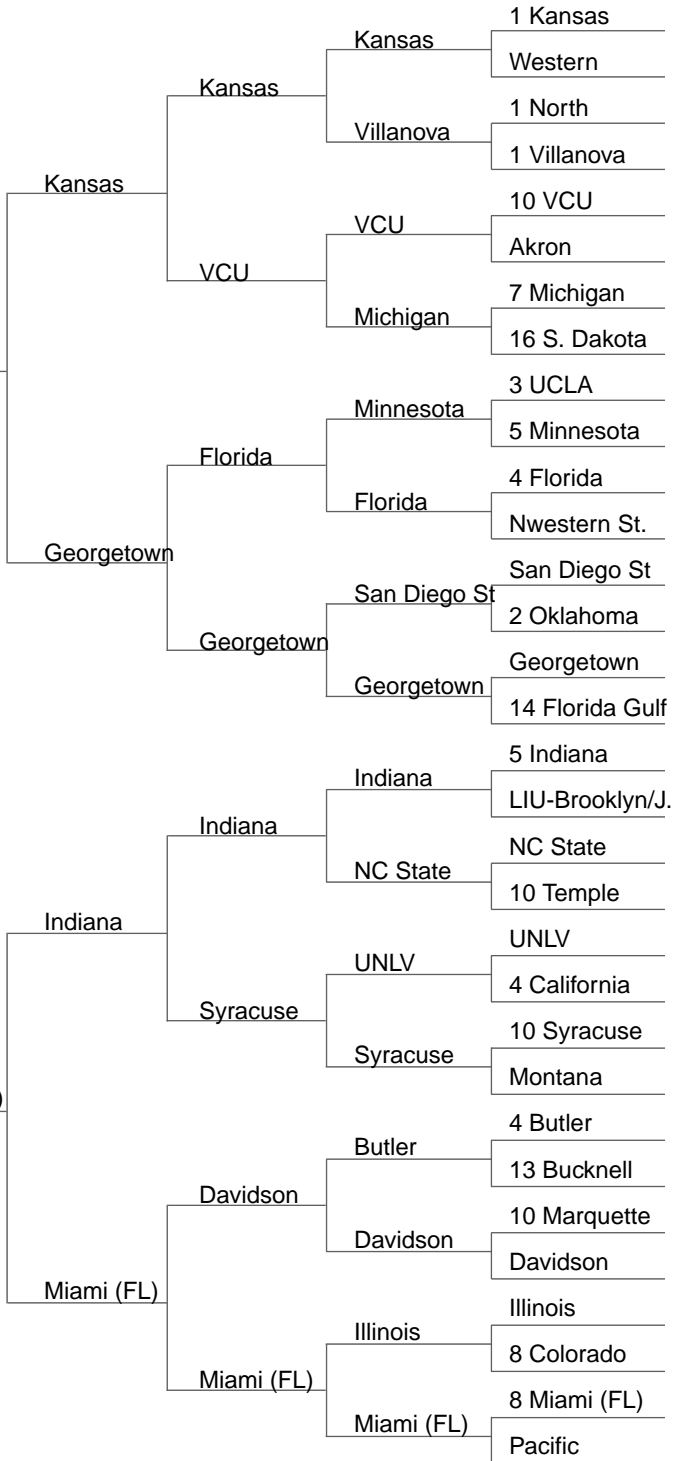 1 Kansas
Kansas
Western
Kansas
1 North
Villanova
1 Villanova
Kansas
10 VCU
VCU
Akron
VCU
7 Michigan
Michigan
16 S. Dakota
3 UCLA
Minnesota
5 Minnesota
Florida
4 Florida
Florida
Nwestern St.
Georgetown
San Diego St
San Diego St
2 Oklahoma
Georgetown
Georgetown
Georgetown
14 Florida Gulf
5 Indiana
Indiana
LIU-Brooklyn/J.
Indiana
NC State
NC State
10 Temple
Indiana
UNLV
UNLV
4 California
Syracuse
10 Syracuse
Syracuse
Montana
)
4 Butler
Butler
13 Bucknell
Davidson
10 Marquette
Davidson
Davidson
Miami (FL)
Illinois
Illinois
8 Colorado
Miami (FL)
8 Miami (FL)
Miami (FL)
Pacific